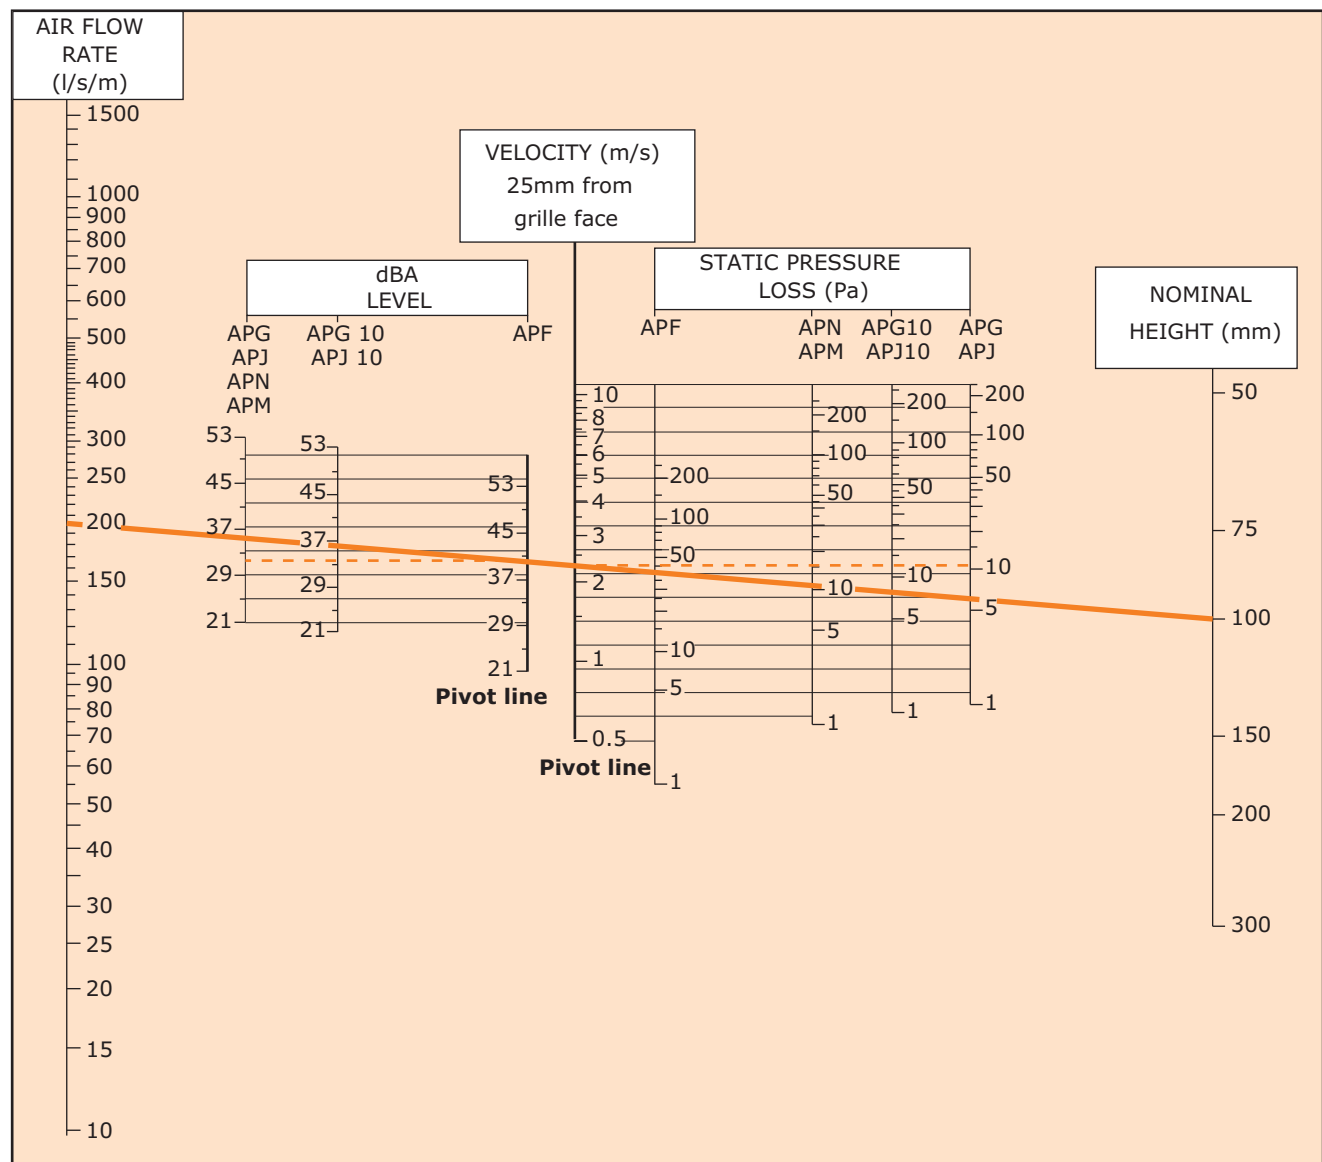 AIR FLOW
RATE
(l/s/m)
1500
1000
900
800
700
600
500
400
300
250
200
150
100
90
80
70
60
50
40
30
25
20
15
10
dBA
LEVEL
APG
APJ
APN
APM
53
45
37
29
21
APG 10
APJ 10
53
45
37
29
21
APF
53
45
37
29
21
Pivot line
VELOCITY (m/s)
25mm from
grille face
10
8
7
6
5
4
3
2
1
0.5
Pivot line
STATIC PRESSURE
LOSS (Pa)
APF
200
100
50
10
5
1
APN
APM
200
100
50
10
5
1
APG10
APJ10
200
100
50
10
5
1
APG
APJ
200
100
50
10
5
1
NOMINAL
HEIGHT (mm)
50
75
100
150
200
300